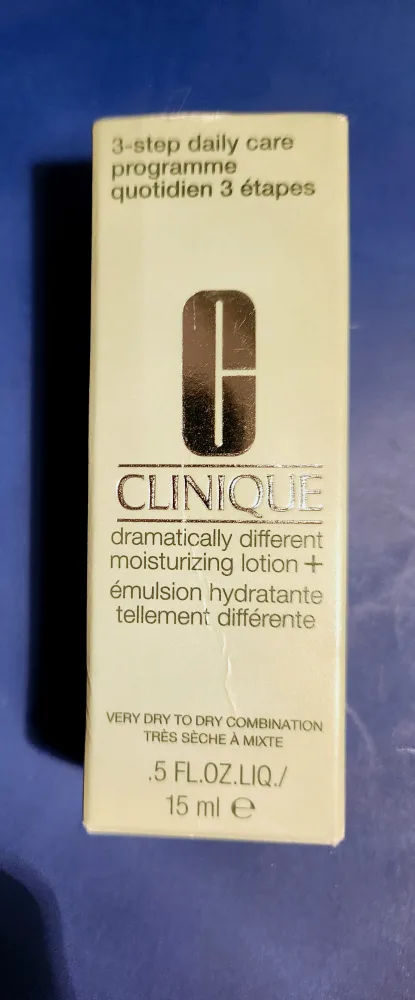 3-step daily care
programme
quotidien 3 étapes
C
CLINIQUE
dramatically different
moisturizing lotion +
émulsion hydratante
tellement différente
VERY DRY TO DRY COMBINATION
TRÈS SÈCHE À MIXTE
.5 FL.OZ.LIQ./
15 ml ℮